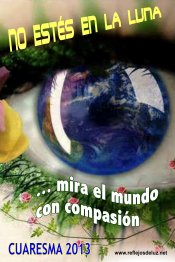 NO ESTÉS EN LA LUNA
... mira el mundo
con compasión
CUARESMA 2013
www.reflejosdeluz.net